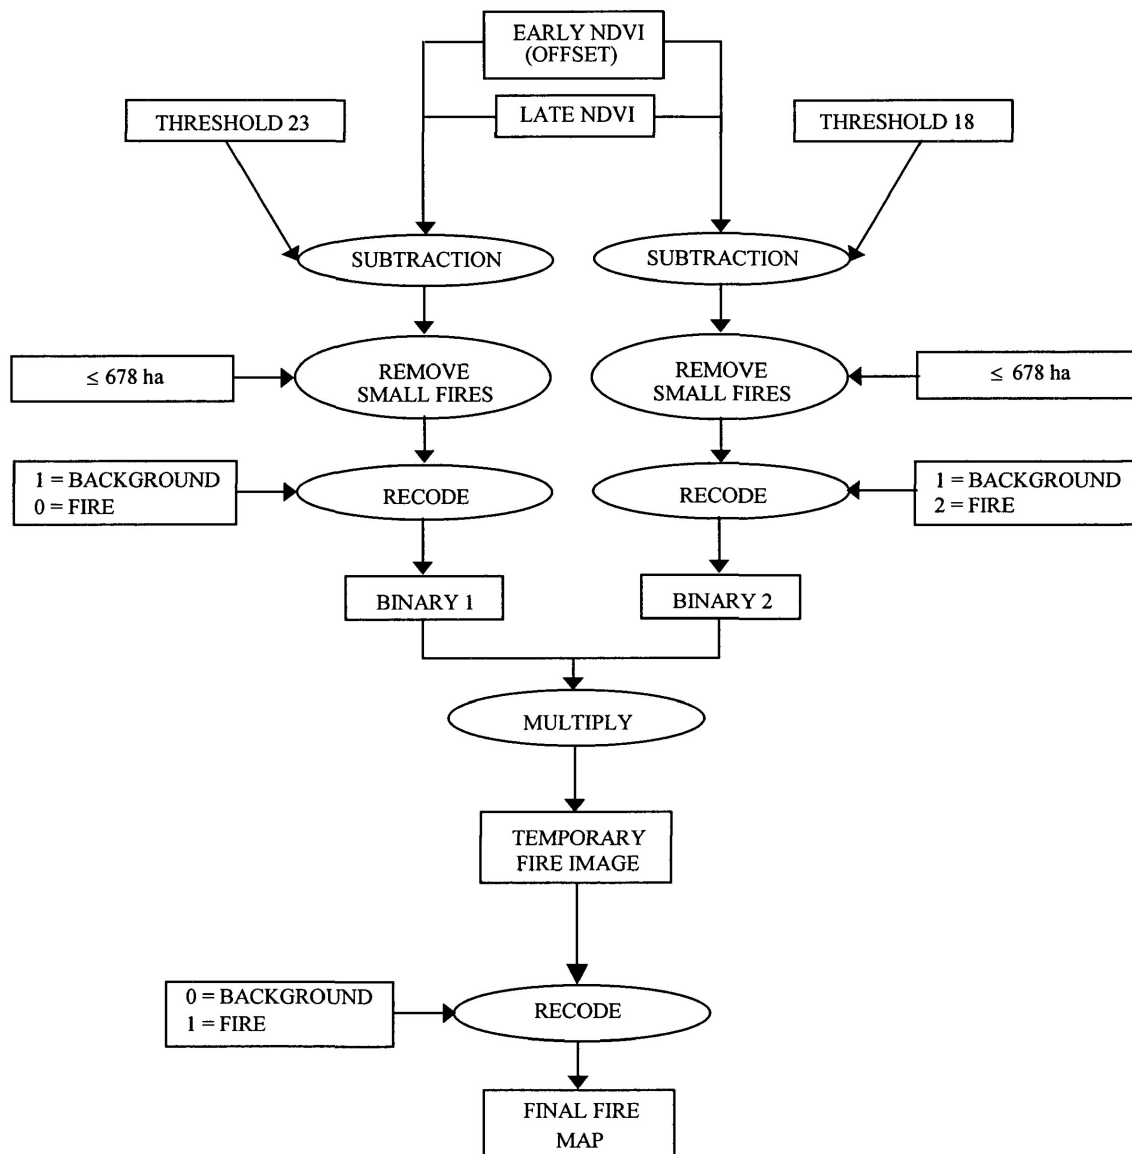 EARLY NDVI
(OFFSET)
LATE NDVI
THRESHOLD 23
THRESHOLD 18
SUBTRACTION
SUBTRACTION
≤ 678 ha
REMOVE
SMALL FIRES
REMOVE
SMALL FIRES
≤ 678 ha
1 = BACKGROUND
0 = FIRE
RECODE
RECODE
1 = BACKGROUND
2 = FIRE
BINARY 1
BINARY 2
MULTIPLY
TEMPORARY
FIRE IMAGE
0 = BACKGROUND
1 = FIRE
RECODE
FINAL FIRE
MAP